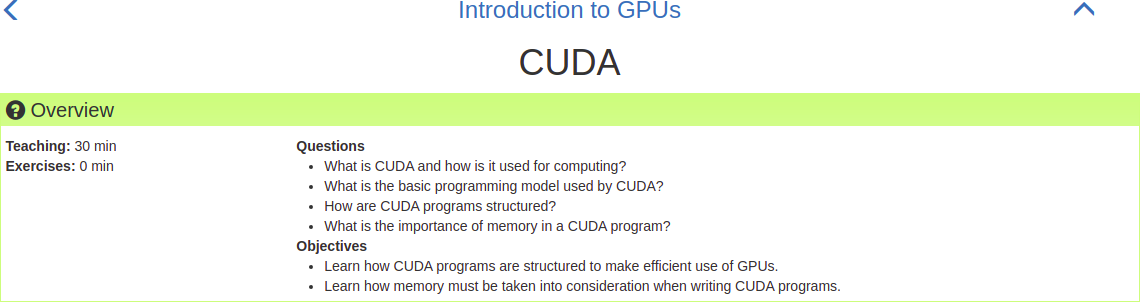 Introduction to GPUs
CUDA
Overview
Teaching: 30 min
Exercises: 0 min
Questions
What is CUDA and how is it used for computing?
What is the basic programming model used by CUDA?
How are CUDA programs structured?
What is the importance of memory in a CUDA program?
Objectives
Learn how CUDA programs are structured to make efficient use of GPUs.
Learn how memory must be taken into consideration when writing CUDA programs.